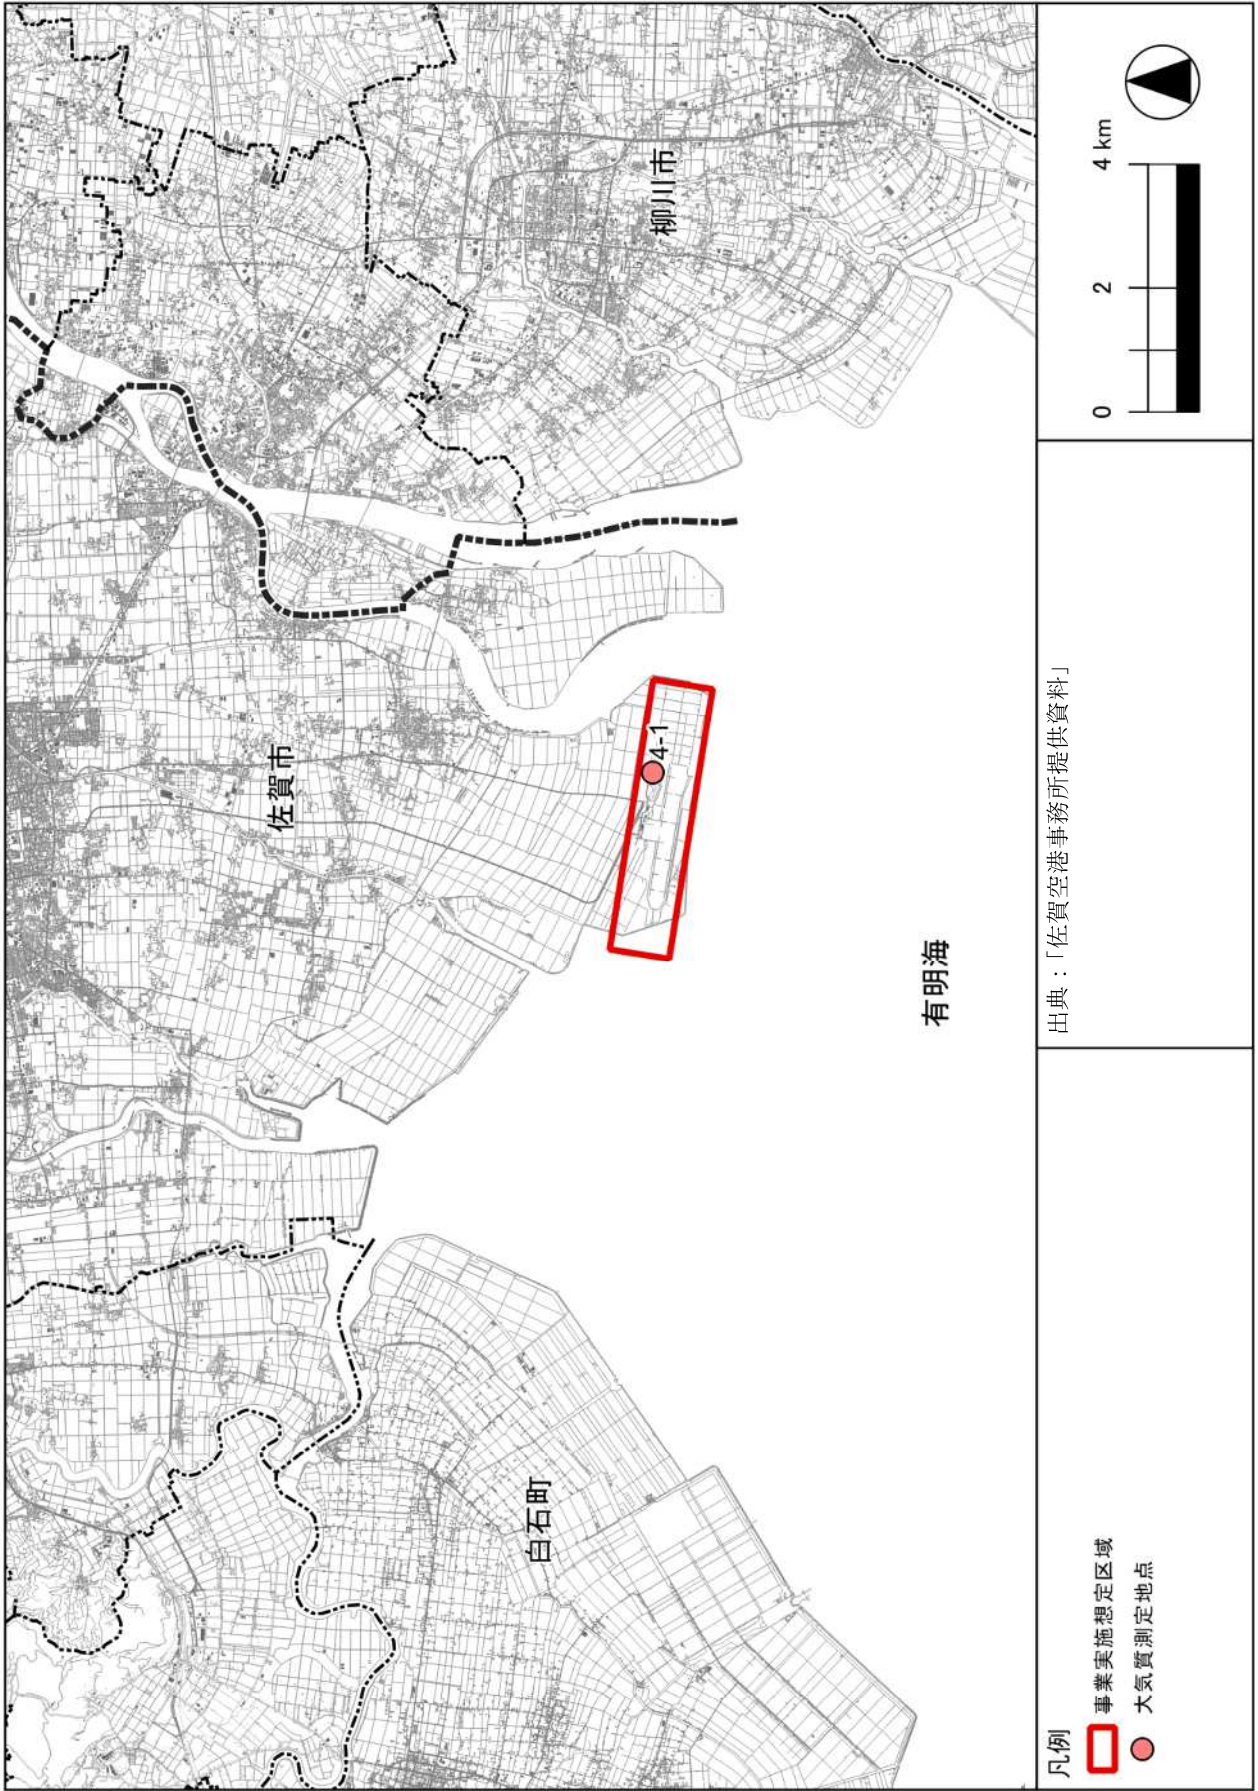 佐賀市
柳川市
白石町
4-1
有明海
凡例
事業実施想定区域
大気質測定地点
出典：「佐賀空港事務所提供資料」
0 2 4 km